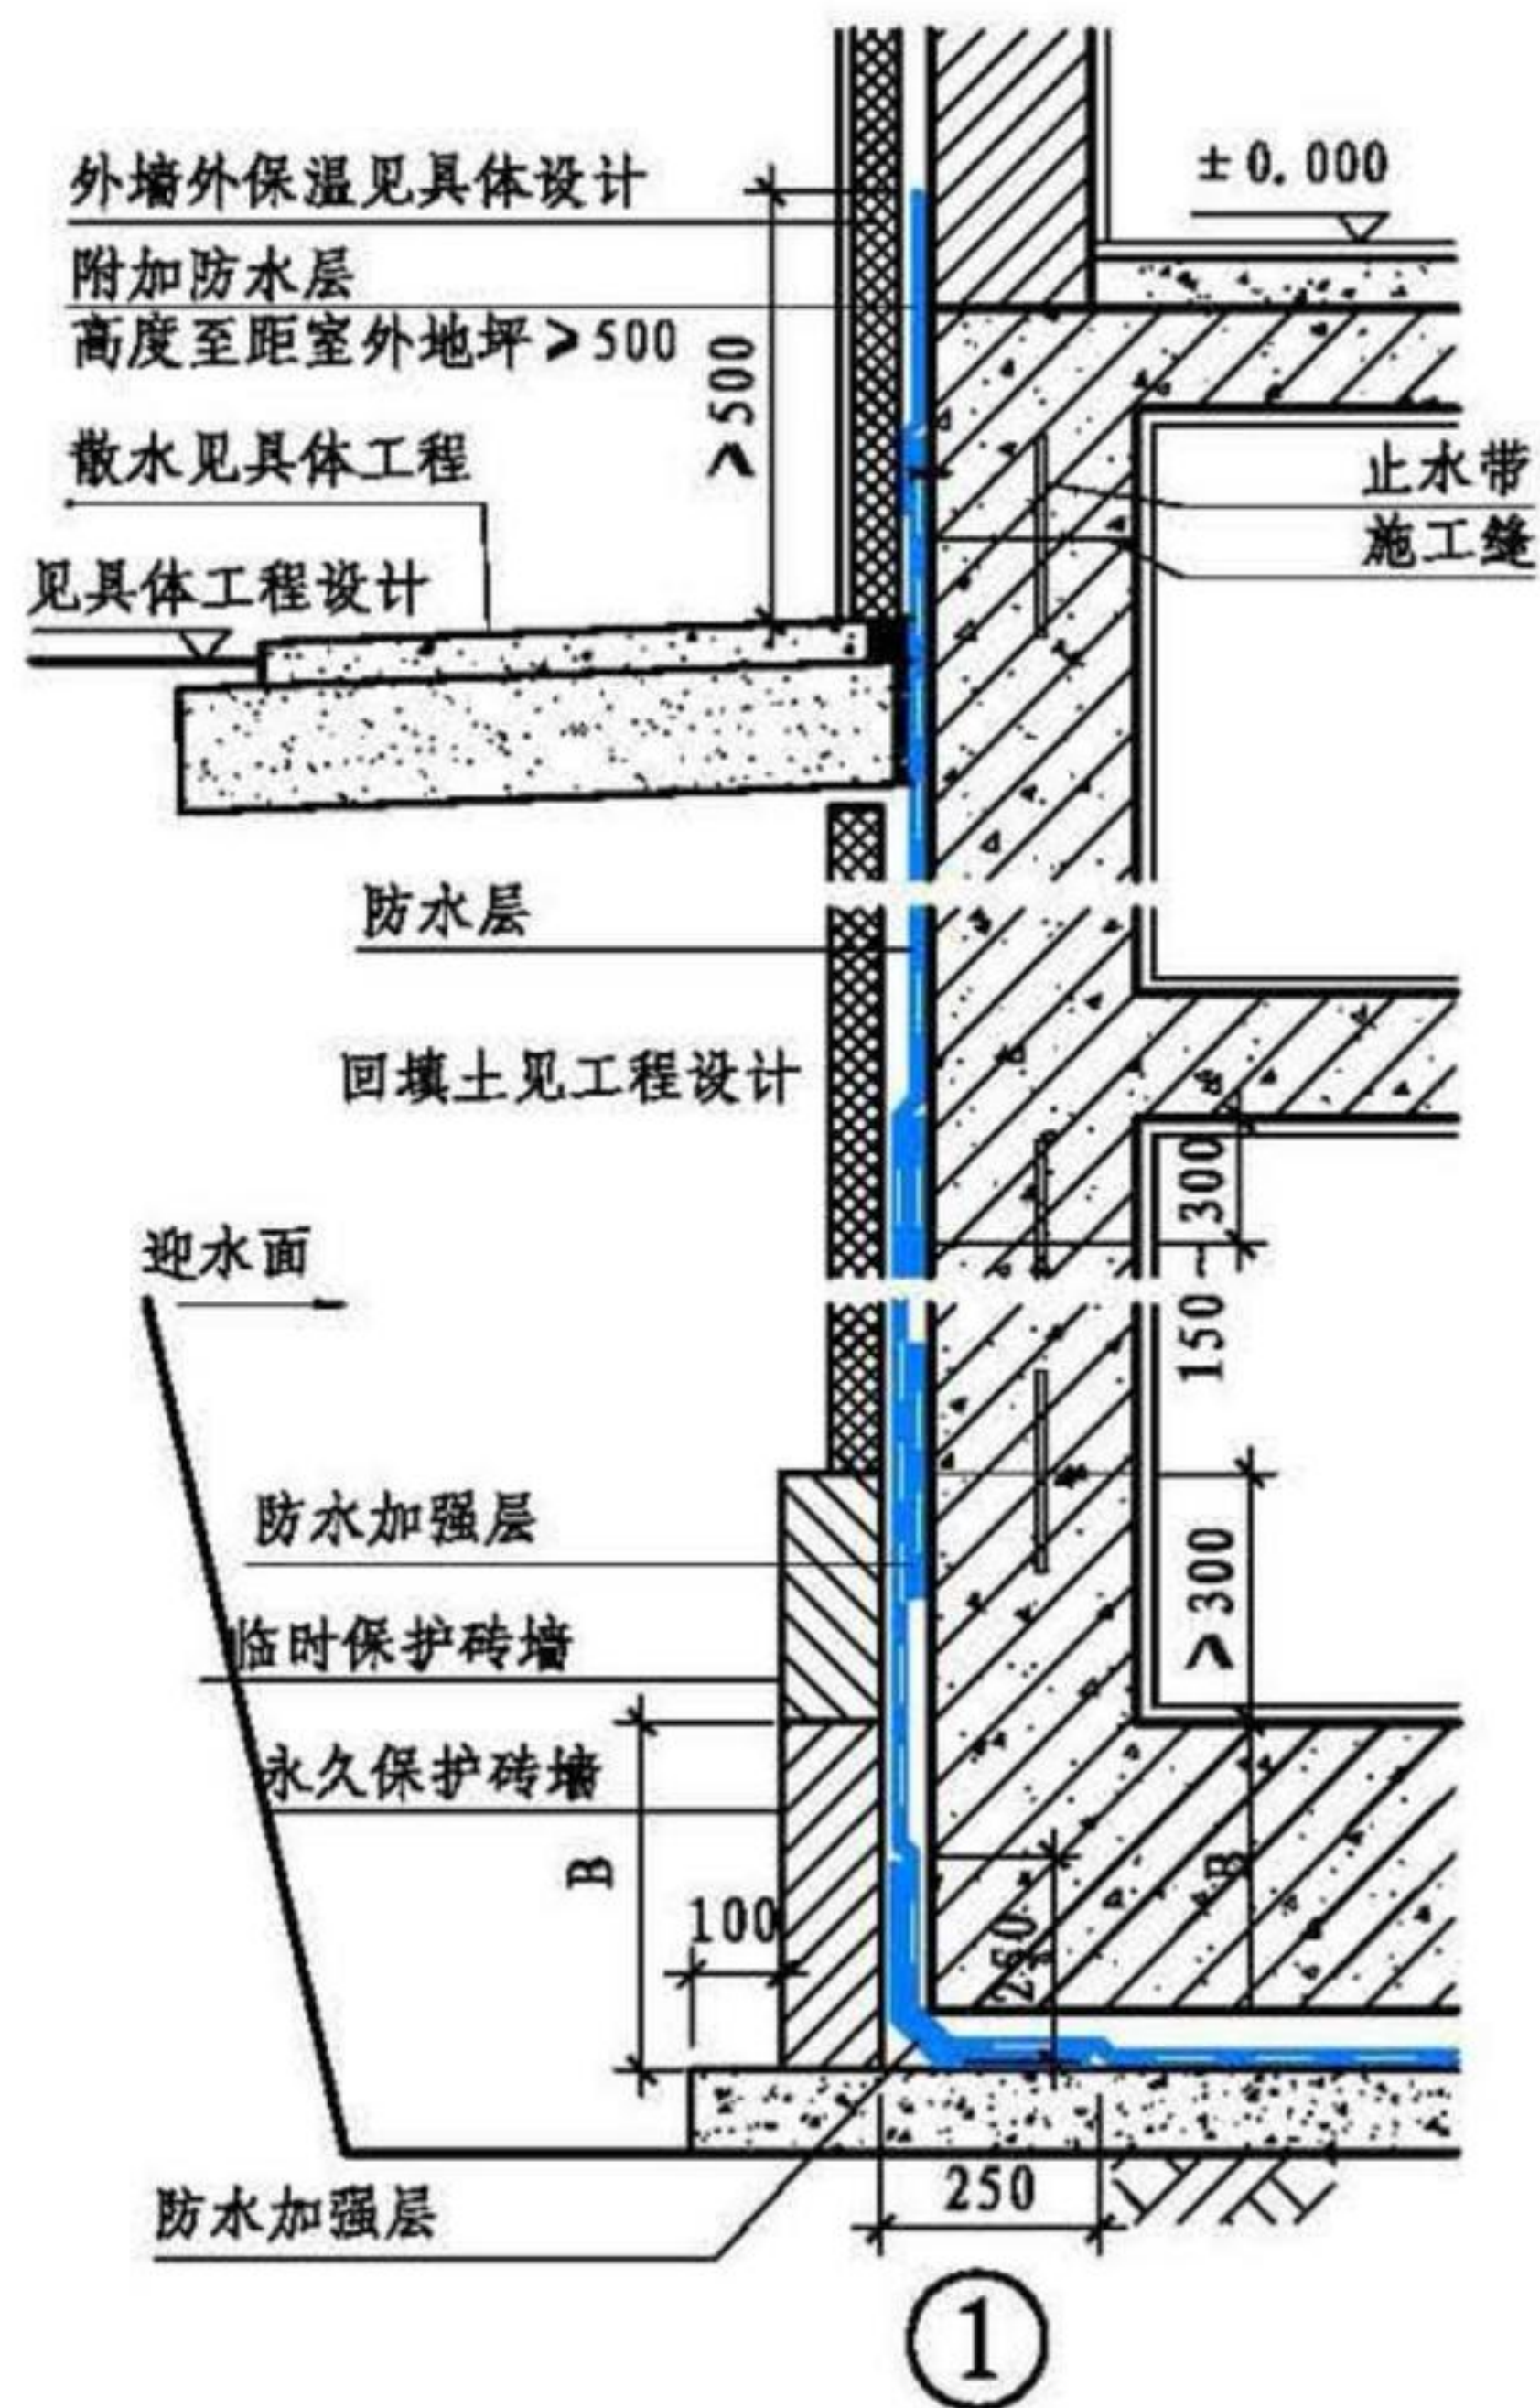 外墙外保温见具体设计
±0.000
附加防水层
高度至距室外地坪≥500
≥500
散水见具体工程
止水带
施工缝
见具体工程设计
防水层
回填土见工程设计
150~300
迎水面
防水加强层
≥300
临时保护砖墙
永久保护砖墙
B
B
100
250
250
防水加强层
1